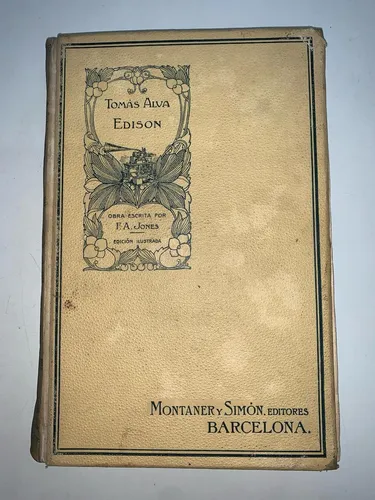 TOMÁS ALVA
EDISON
OBRA ESCRITA POR
F. A. JONES
EDICIÓN ILUSTRADA
MONTANER Y SIMÓN, EDITORES
BARCELONA.